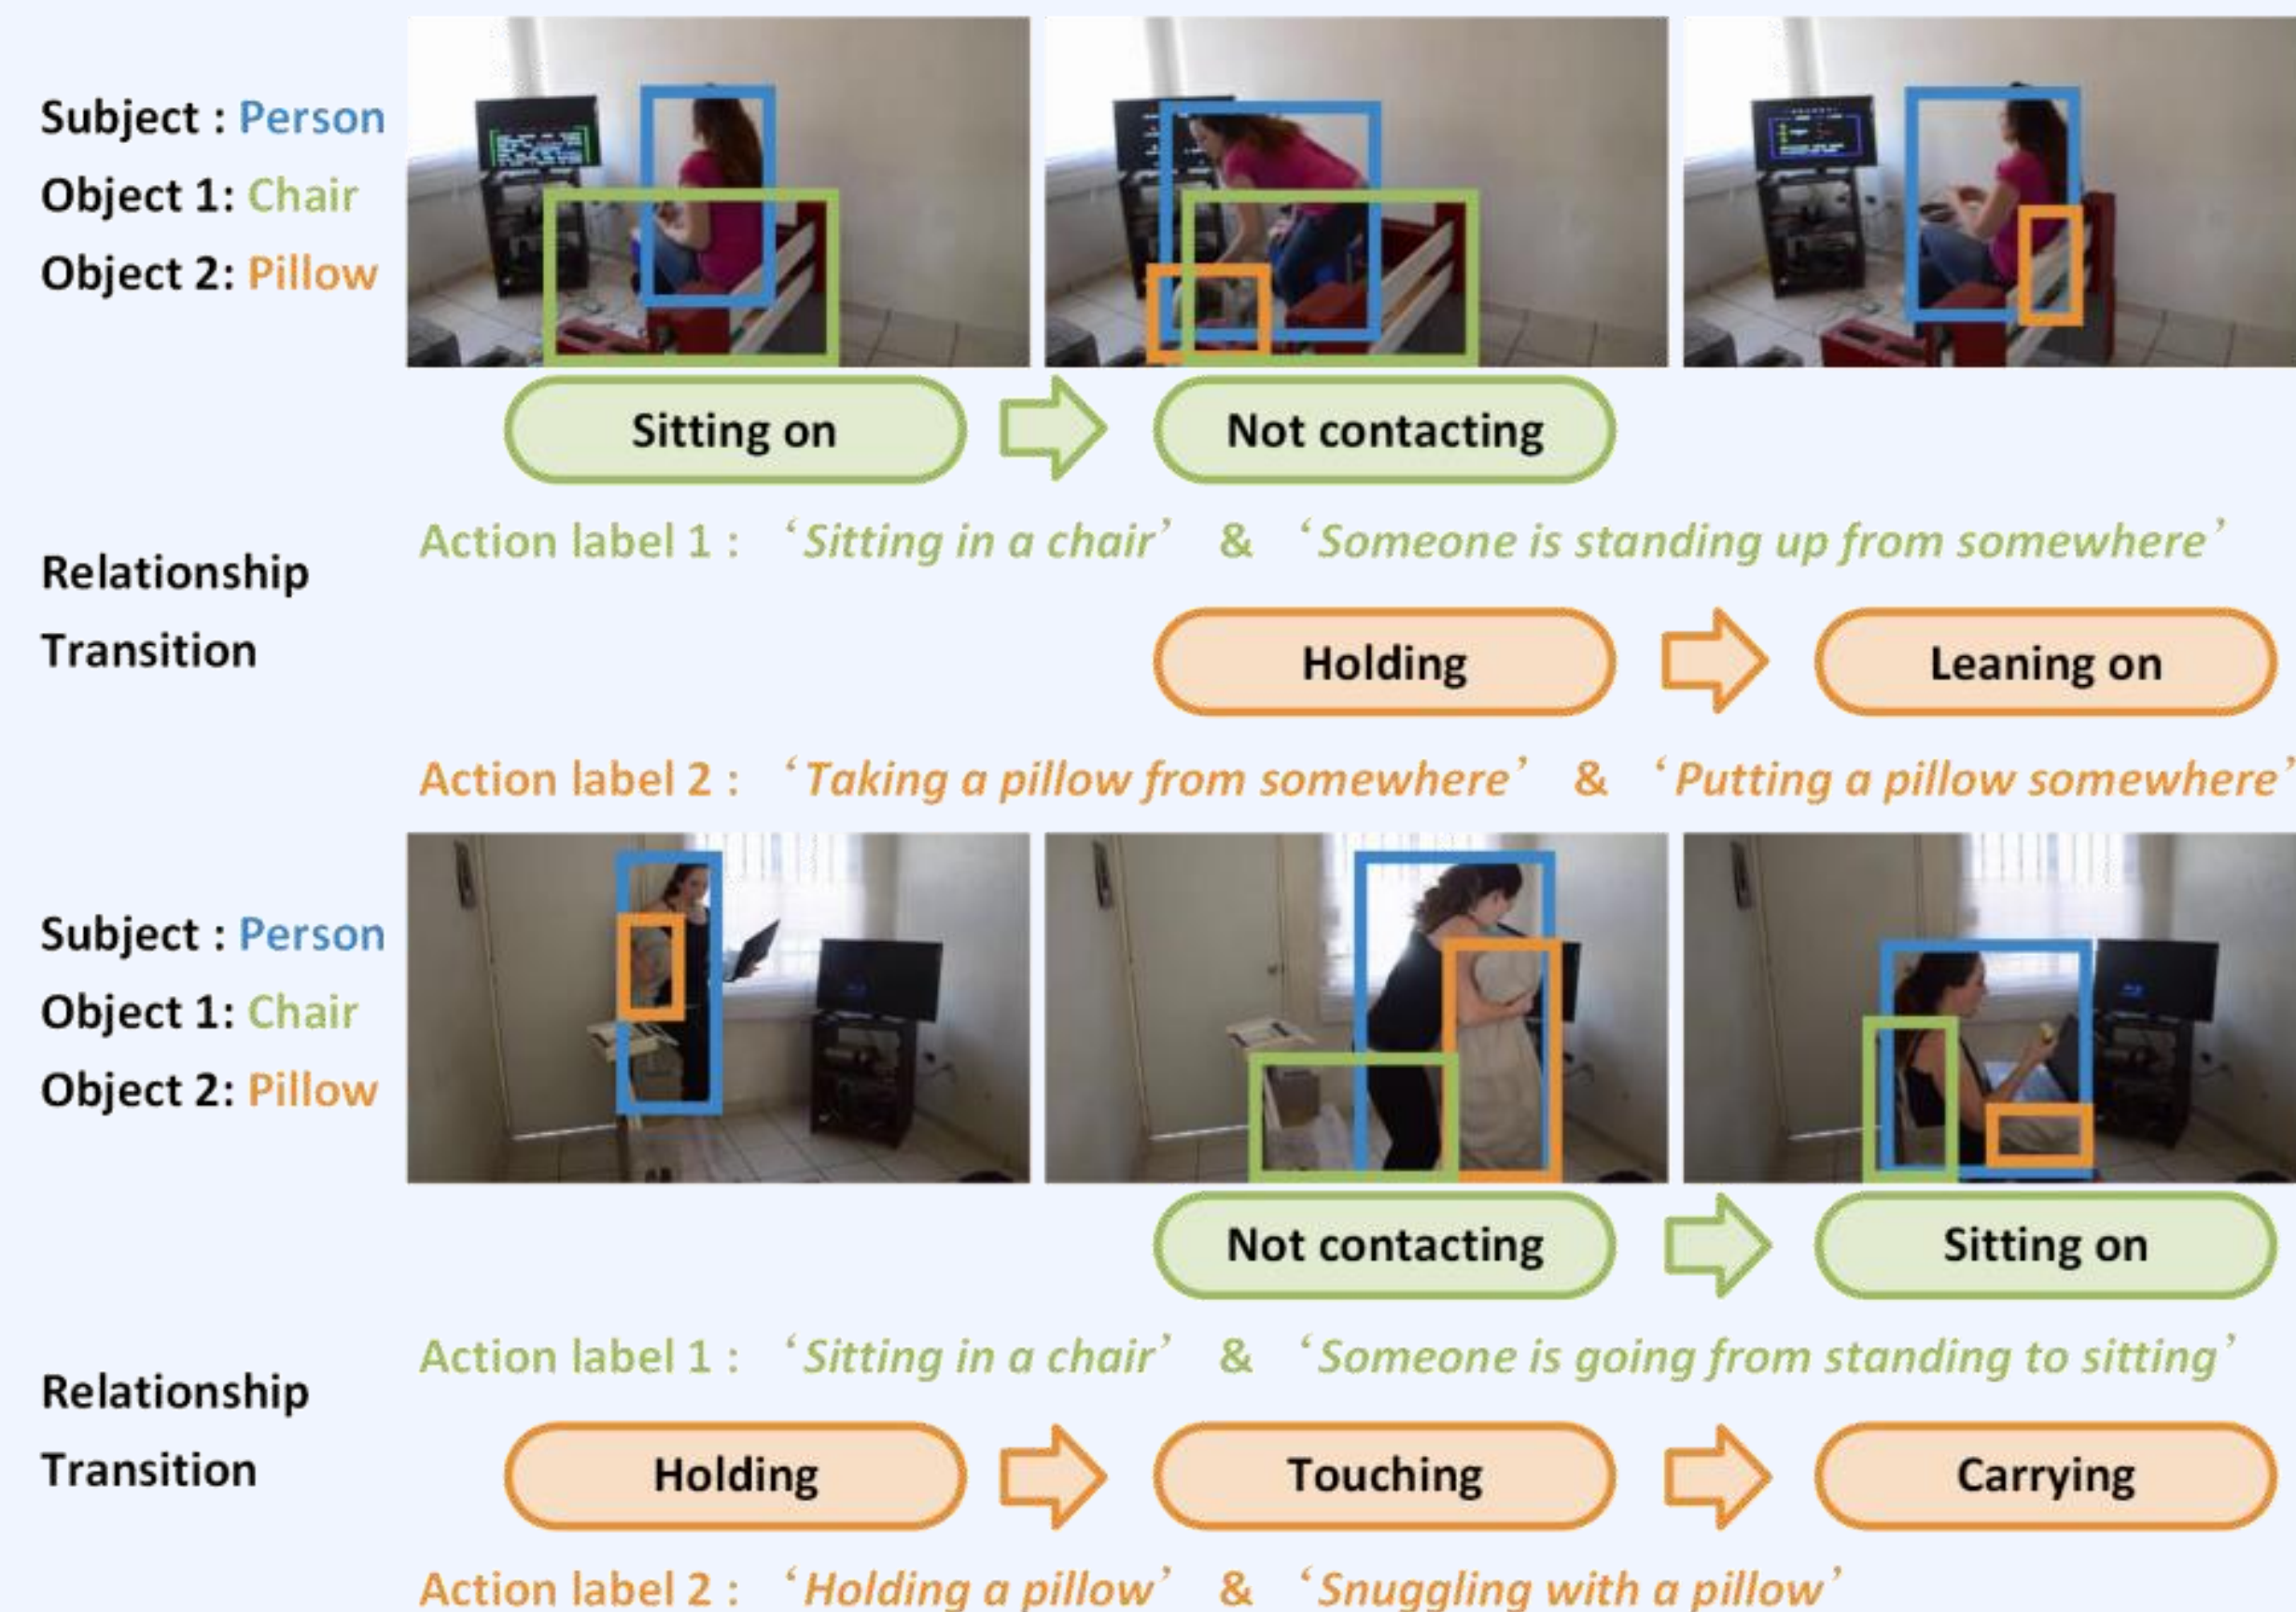 Subject : Person
Object 1: Chair
Object 2: Pillow
Sitting on
Not contacting
Action label 1 : ‘Sitting in a chair’ & ‘Someone is standing up from somewhere’
Relationship
Transition
Holding
Leaning on
Action label 2 : ‘Taking a pillow from somewhere’ & ‘Putting a pillow somewhere’
Subject : Person
Object 1: Chair
Object 2: Pillow
Not contacting
Sitting on
Action label 1 : ‘Sitting in a chair’ & ‘Someone is going from standing to sitting’
Relationship
Transition
Holding
Touching
Carrying
Action label 2 : ‘Holding a pillow’ & ‘Snuggling with a pillow’